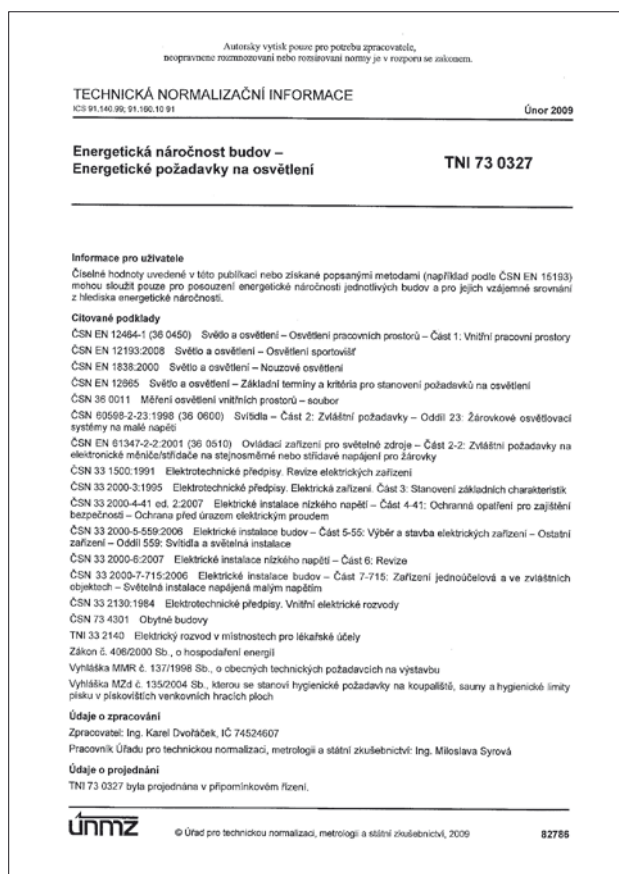 Autorsky vytisk pouze pro potreba zpracovatele,
neopravnene rozmnozovani nebo rozsirovani normy je v rozporu se zakonem.
TECHNICKÁ NORMALIZAČNÍ INFORMACE
ICS 91.140.99; 91.160.10 91
Únor 2009
Energetická náročnost budov –
Energetické požadavky na osvětlení
TNI 73 0327
Informace pro uživatele
Číselné hodnoty uvedené v této publikaci nebo získané popsanými metodami (například podle ČSN EN 15193)
mohou sloužit pouze pro posouzení energetické náročnosti jednotlivých budov a pro jejich vzájemné srovnání
z hlediska energetické náročnosti.
Citované podklady
ČSN EN 12464-1 (36 0450) Světlo a osvětlení – Osvětlení pracovních prostorů – Část 1: Vnitřní pracovní prostory
ČSN EN 12193:2008 Světlo a osvětlení – Osvětlení sportovišť
ČSN EN 1838:2000 Světlo a osvětlení – Nouzové osvětlení
ČSN EN 12665 Světlo a osvětlení – Základní termíny a kritéria pro stanovení požadavků na osvětlení
ČSN 36 0011 Měření osvětlení vnitřních prostorů – soubor
ČSN 60598-2-23:1998 (36 0600) Svítidla – Část 2: Zvláštní požadavky – Oddíl 23: Žárovkové osvětlovací
systémy na malé napětí
ČSN EN 61347-2-2:2001 (36 0510) Ovládací zařízení pro světelné zdroje – Část 2-2: Zvláštní požadavky na
elektronické měniče/střídače na stejnosměrné nebo střídavé napájení pro žárovky
ČSN 33 1500:1991 Elektrotechnické předpisy. Revize elektrických zařízení
ČSN 33 2000-3:1995 Elektrotechnické předpisy. Elektrická zařízení. Část 3: Stanovení základních charakteristik
ČSN 33 2000-4-41 ed. 2:2007 Elektrické instalace nízkého napětí – Část 4-41: Ochranné opatření pro zajištění
bezpečnosti – Ochrana před úrazem elektrickým proudem
ČSN 33 2000-5-559:2006 Elektrické instalace budov – Část 5-55: Výběr a stavba elektrických zařízení – Ostatní
zařízení – Oddíl 559: Svítidla a světelná instalace
ČSN 33 2000-6:2007 Elektrické instalace nízkého napětí – Část 6: Revize
ČSN 33 2000-7-715:2006 Elektrické instalace budov – Část 7-715: Zařízení jednoúčelová a ve zvláštních
objektech – Světelná instalace napájená malým napětím
ČSN 33 2130:1984 Elektrotechnické předpisy. Vnitřní elektrické rozvody
ČSN 73 4301 Obytné budovy
TNI 33 2140 Elektrický rozvod v místnostech pro lékařské účely
Zákon č. 406/2000 Sb., o hospodaření energií
Vyhláška MMR č. 137/1998 Sb., o obecných technických požadavcích na výstavbu
Vyhláška MZd č. 135/2004 Sb., kterou se stanoví hygienické požadavky na koupaliště, sauny a hygienické limity
písku v pískovištích venkovních hracích ploch
Údaje o zpracování
Zpracovatel: Ing. Karel Dvořáček, IČ 74524607
Pracovník Úřadu pro technickou normalizaci, metrologii a státní zkušebnictví: Ing. Miloslava Syrová
Údaje o projednání
TNI 73 0327 byla projednána v připomínkovém řízení.
únmz
© Úřad pro technickou normalizaci, metrologii a státní zkušebnictví, 2009
82786